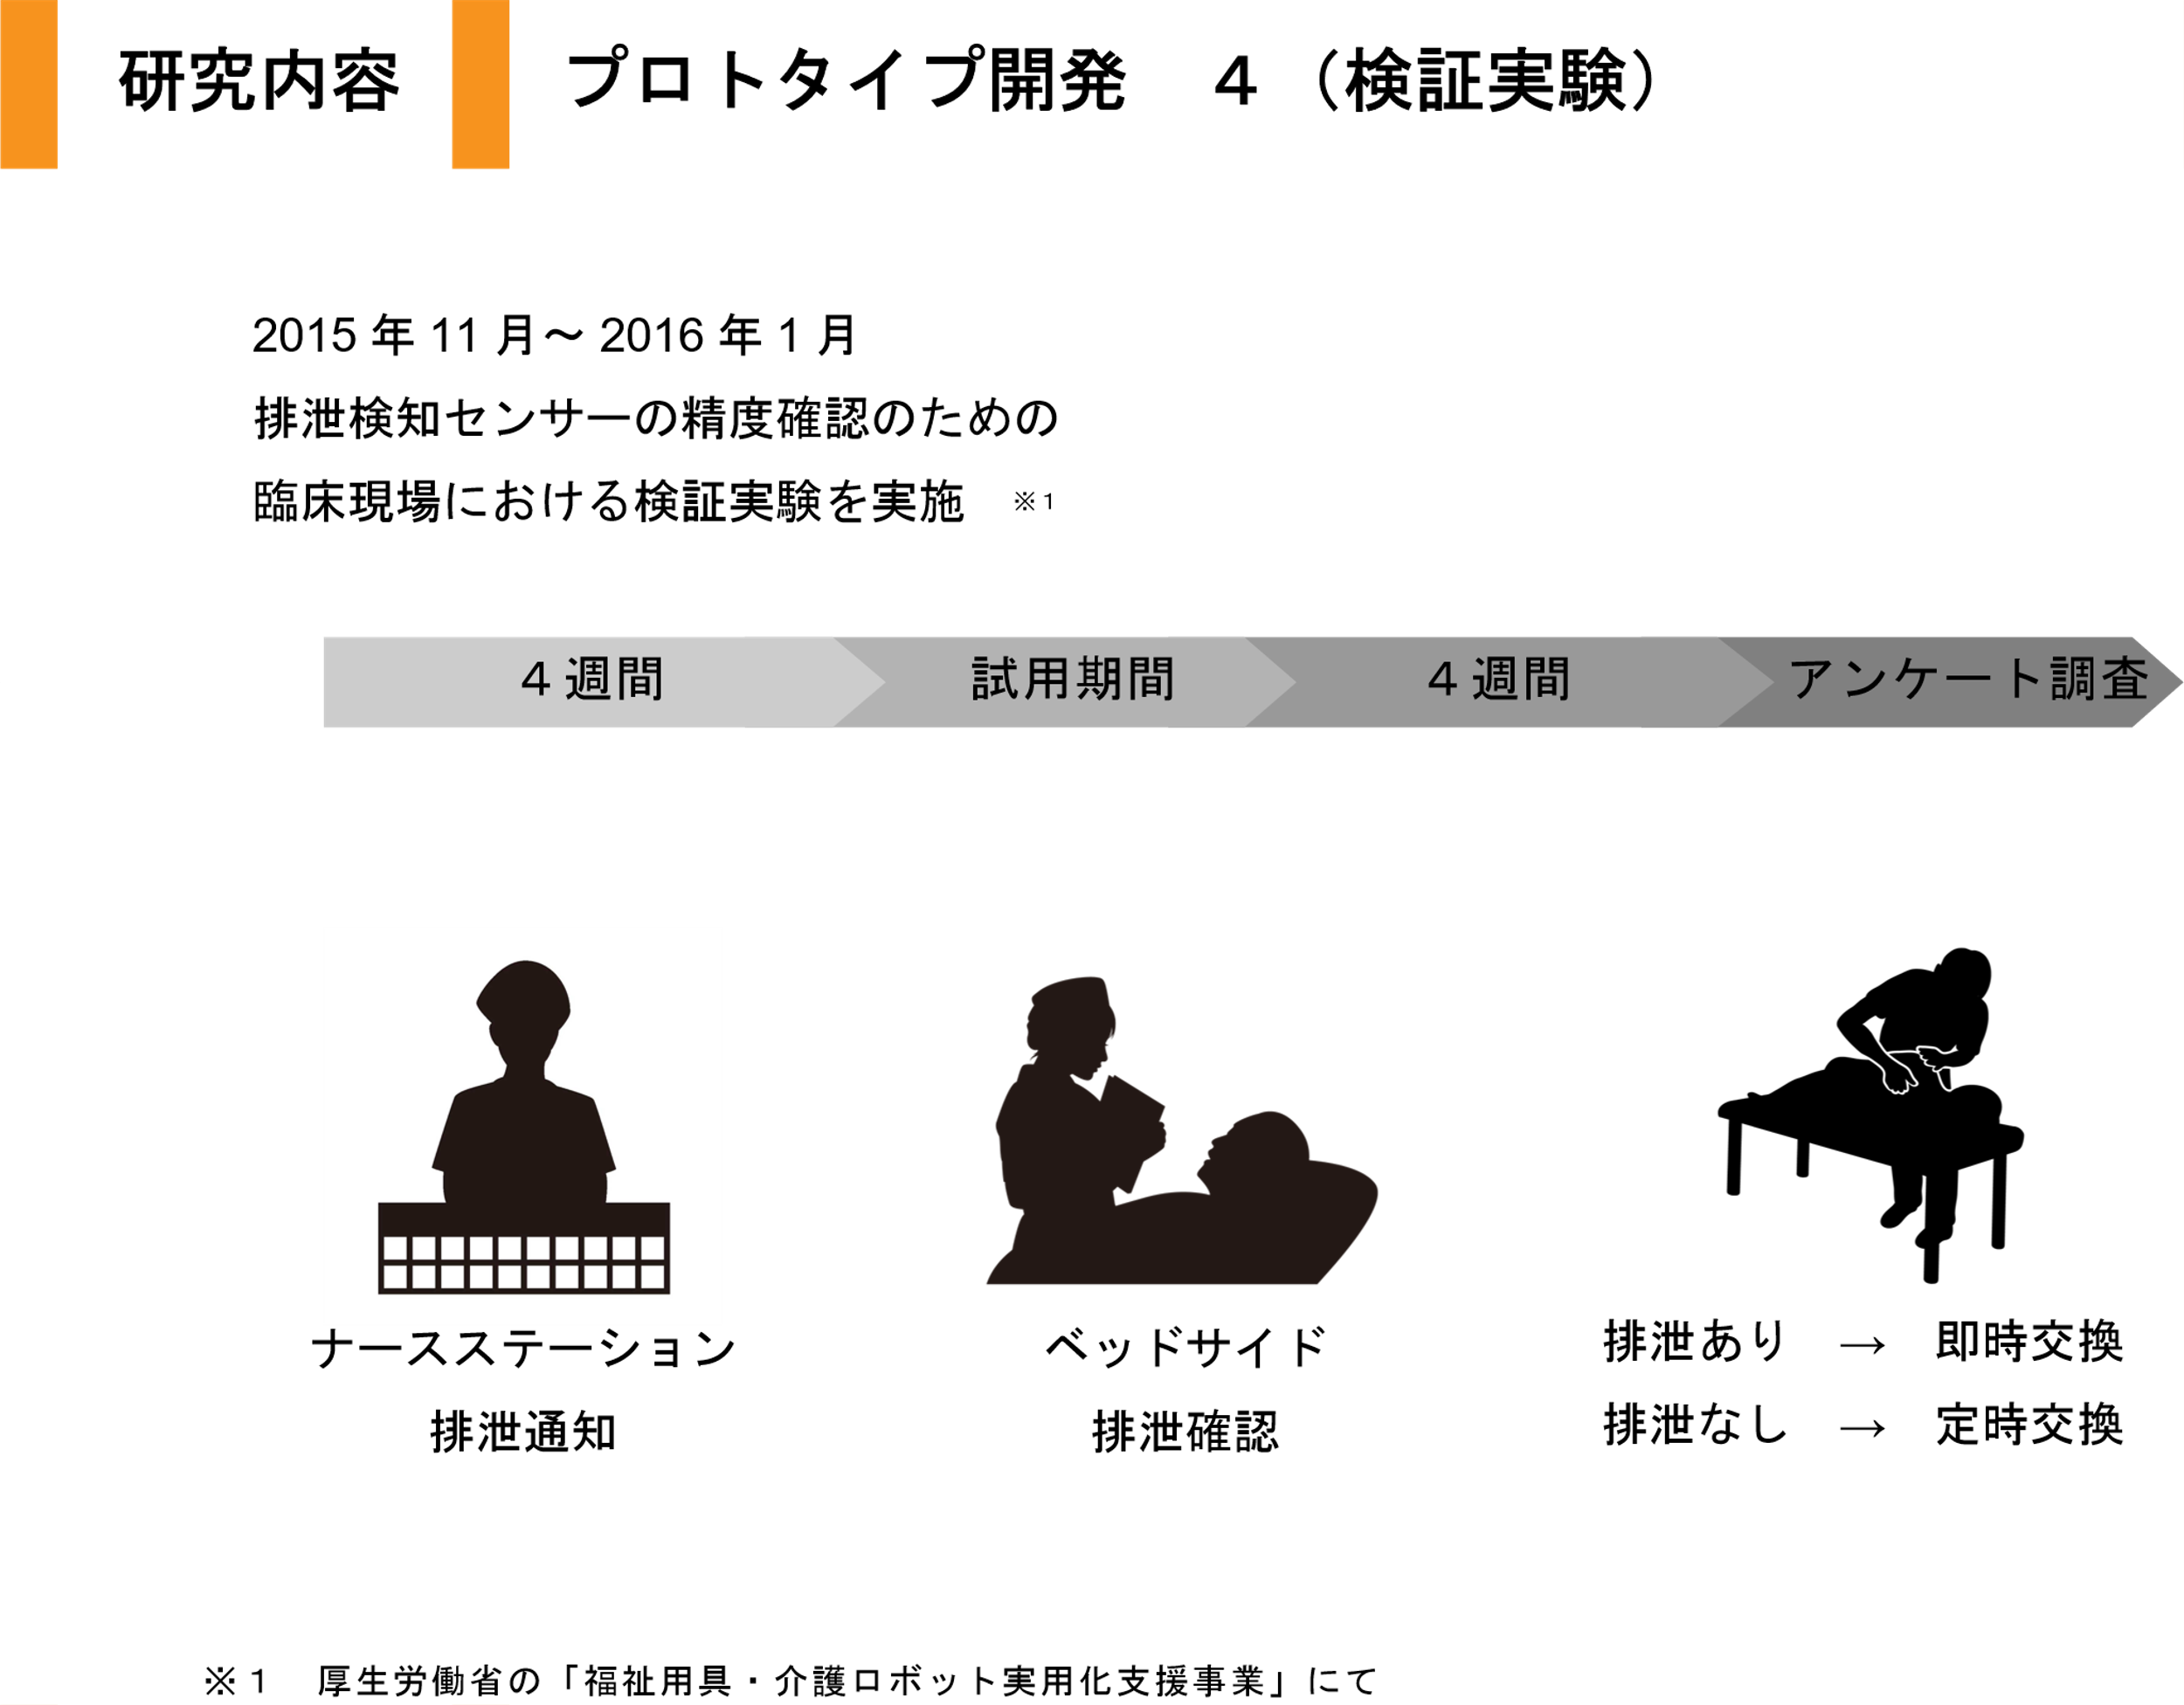 研究内容 プロトタイプ開発 4 （検証実験）
2015 年 11 月～ 2016 年 1 月
排泄検知センサーの精度確認のための
臨床現場における検証実験を実施 ※1
4 週間 試用期間 4 週間 アンケート調査
ナースステーション
排泄通知
ベッドサイド
排泄確認
排泄あり → 即時交換
排泄なし → 定時交換
※1 厚生労働省の「福祉用具・介護ロボット実用化支援事業」にて